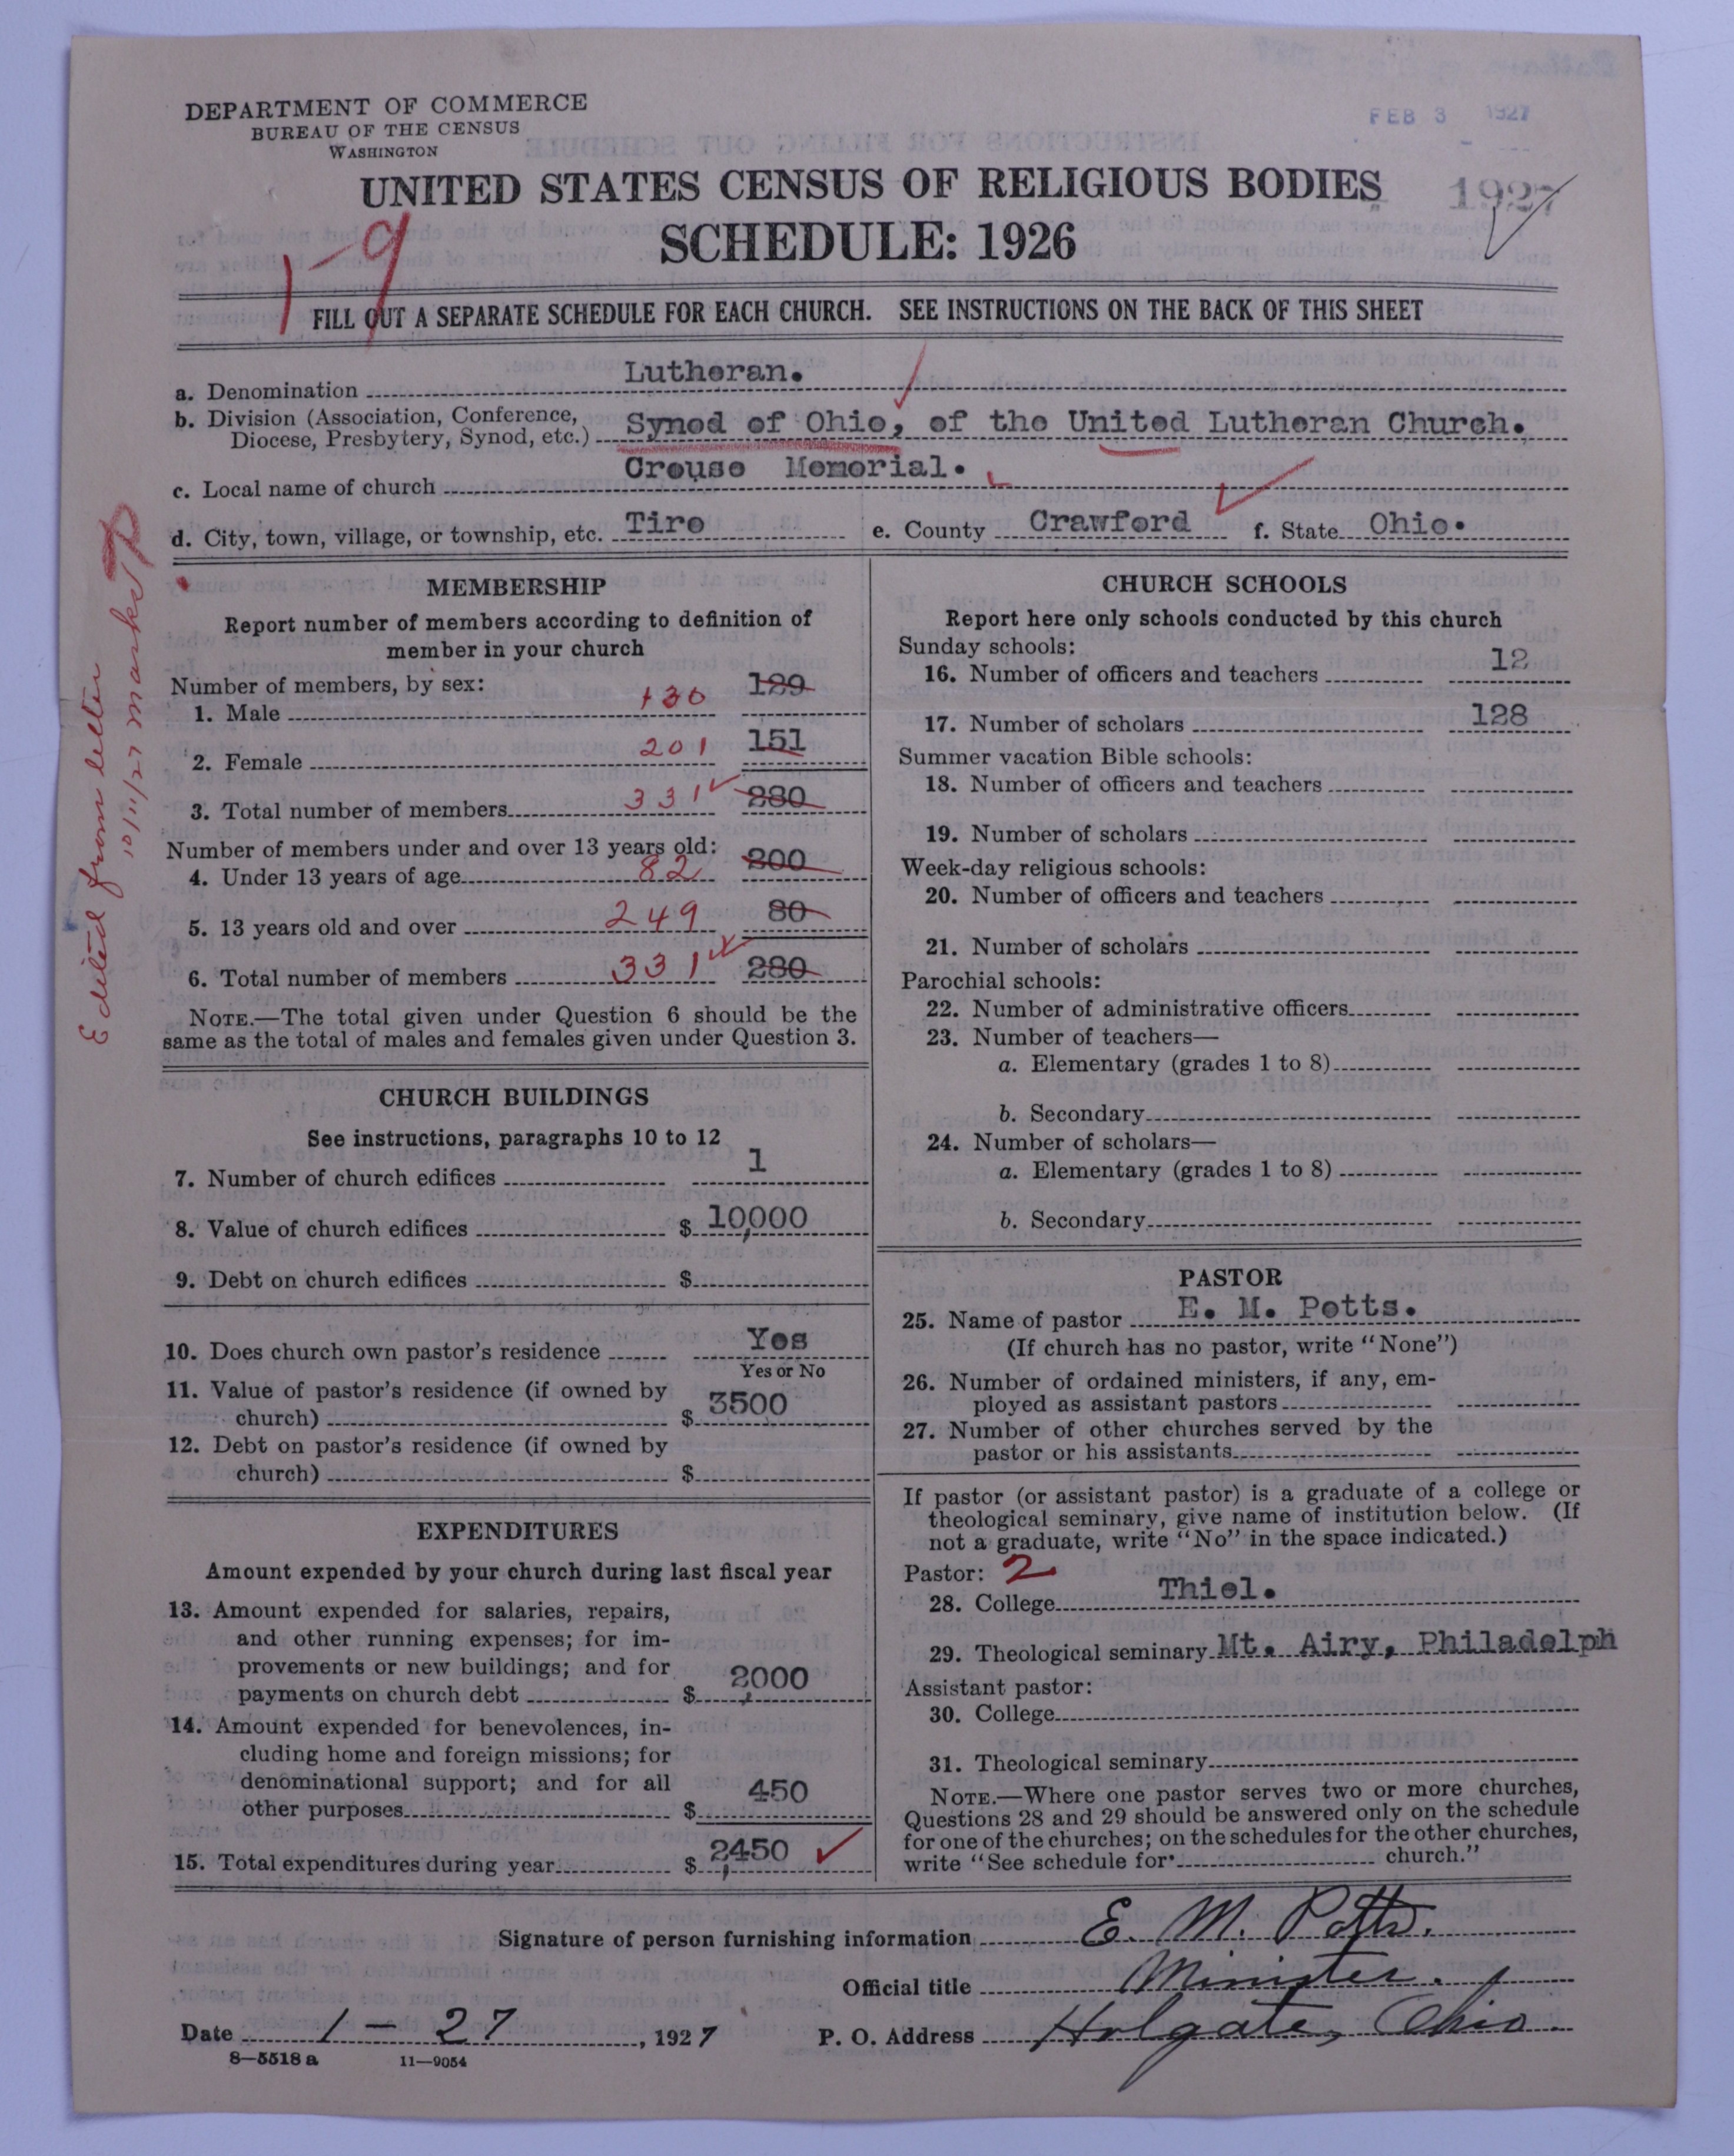 DEPARTMENT OF COMMERCE
BUREAU OF THE CENSUS
WASHINGTON
FEB 3 1927
UNITED STATES CENSUS OF RELIGIOUS BODIES
1927
SCHEDULE: 1926
1-9
FILL OUT A SEPARATE SCHEDULE FOR EACH CHURCH. SEE INSTRUCTIONS ON THE BACK OF THIS SHEET
a. Denomination Lutheran.
b. Division (Association, Conference,
Diocese, Presbytery, Synod, etc.) Synod of Ohio, of the United Lutheran Church.
c. Local name of church Crouse Memorial.
d. City, town, village, or township, etc. Tiro e. County Crawford f. State Ohio.
Edited from letter
10/11/27
MEMBERSHIP
Report number of members according to definition of
member in your church
Number of members, by sex:
1. Male 130 129
2. Female 201 151
3. Total number of members 331 280
Number of members under and over 13 years old:
4. Under 13 years of age 82 200
5. 13 years old and over 249 80
6. Total number of members 331 280
NOTE.—The total given under Question 6 should be the
same as the total of males and females given under Question 3.
CHURCH BUILDINGS
See instructions, paragraphs 10 to 12
7. Number of church edifices 1
8. Value of church edifices $ 10,000
9. Debt on church edifices $
10. Does church own pastor's residence Yes
Yes or No
11. Value of pastor's residence (if owned by
church) $ 3500
12. Debt on pastor's residence (if owned by
church) $
EXPENDITURES
Amount expended by your church during last fiscal year
13. Amount expended for salaries, repairs,
and other running expenses; for im-
provements or new buildings; and for
payments on church debt $ 2,000
14. Amount expended for benevolences, in-
cluding home and foreign missions; for
denominational support; and for all
other purposes $ 450
15. Total expenditures during year $ 2,450
CHURCH SCHOOLS
Report here only schools conducted by this church
Sunday schools:
16. Number of officers and teachers 12
17. Number of scholars 128
Summer vacation Bible schools:
18. Number of officers and teachers
19. Number of scholars
Week-day religious schools:
20. Number of officers and teachers
21. Number of scholars
Parochial schools:
22. Number of administrative officers
23. Number of teachers—
a. Elementary (grades 1 to 8)
b. Secondary
24. Number of scholars—
a. Elementary (grades 1 to 8)
b. Secondary
PASTOR
25. Name of pastor E. M. Potts.
(If church has no pastor, write "None")
26. Number of ordained ministers, if any, em-
ployed as assistant pastors
27. Number of other churches served by the
pastor or his assistants
If pastor (or assistant pastor) is a graduate of a college or
theological seminary, give name of institution below. (If
not a graduate, write "No" in the space indicated.)
Pastor: 2
28. College Thiel.
29. Theological seminary Mt. Airy, Philadelph
Assistant pastor:
30. College
31. Theological seminary
NOTE.—Where one pastor serves two or more churches,
Questions 28 and 29 should be answered only on the schedule
for one of the churches; on the schedules for the other churches,
write "See schedule for church."
Signature of person furnishing information E. M. Potts.
Official title Minister.
Date 1 – 27, 1927 P. O. Address Holgate, Ohio.
8—5518 a 11—9054